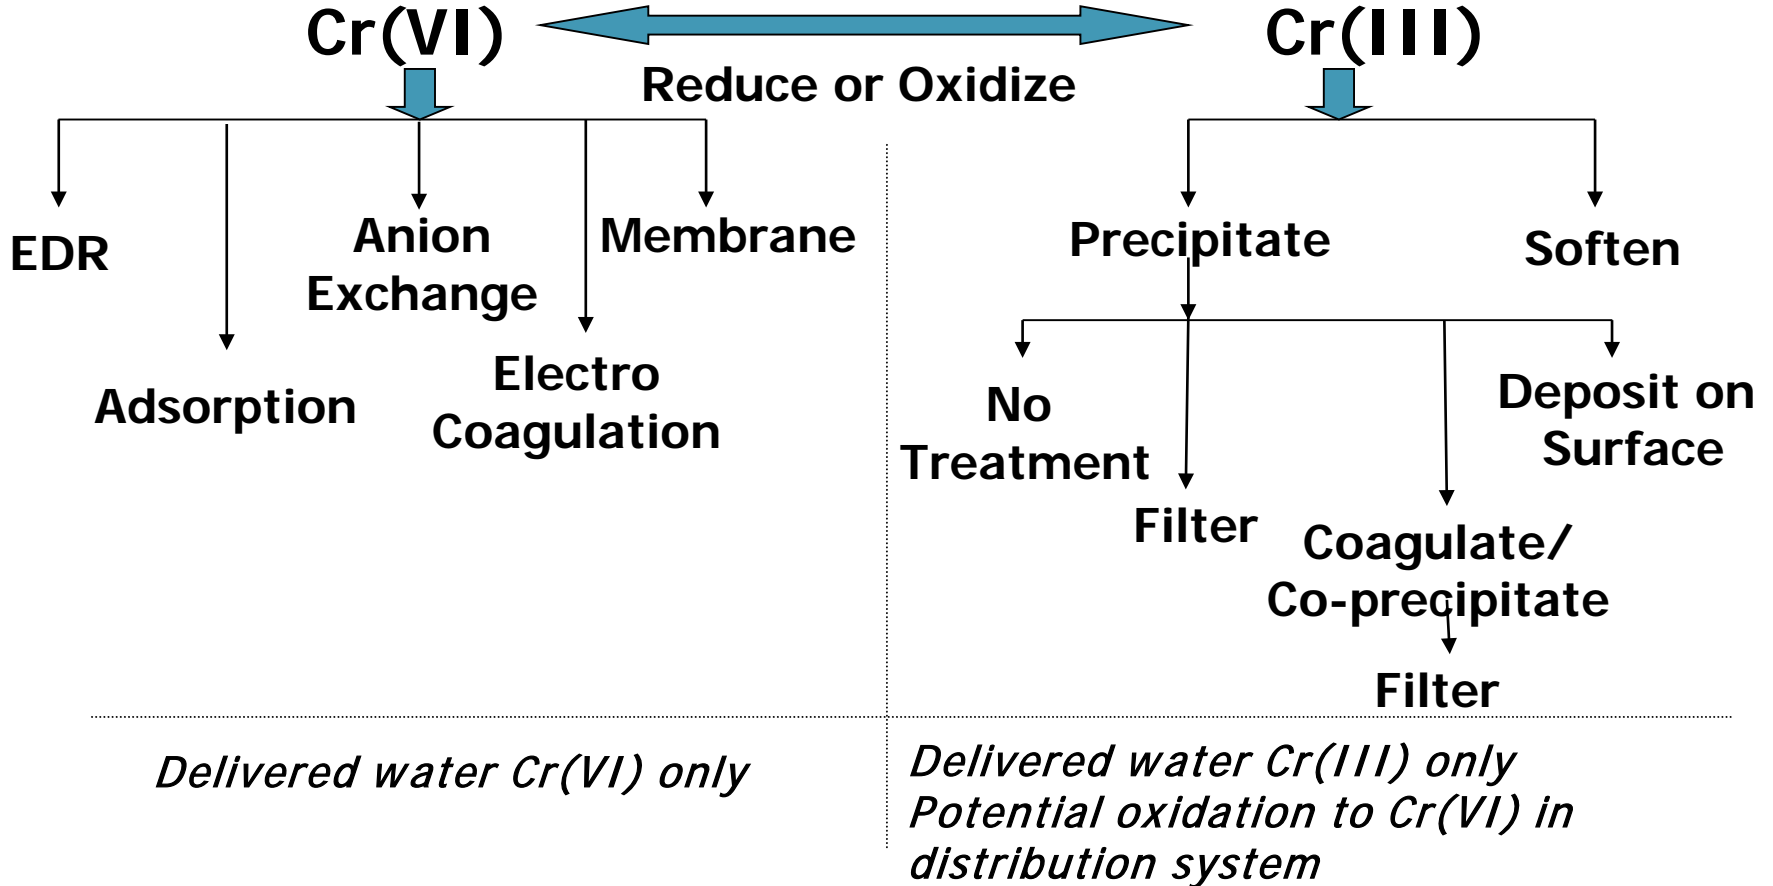 Cr(VI)
Cr(III)
Reduce or Oxidize
EDR
Adsorption
Anion
Exchange
Electro
Coagulation
Membrane
Precipitate
Soften
No
Treatment
Filter
Coagulate/
Co-precipitate
Filter
Deposit on
Surface
Delivered water Cr(VI) only
Delivered water Cr(III) only
Potential oxidation to Cr(VI) in
distribution system